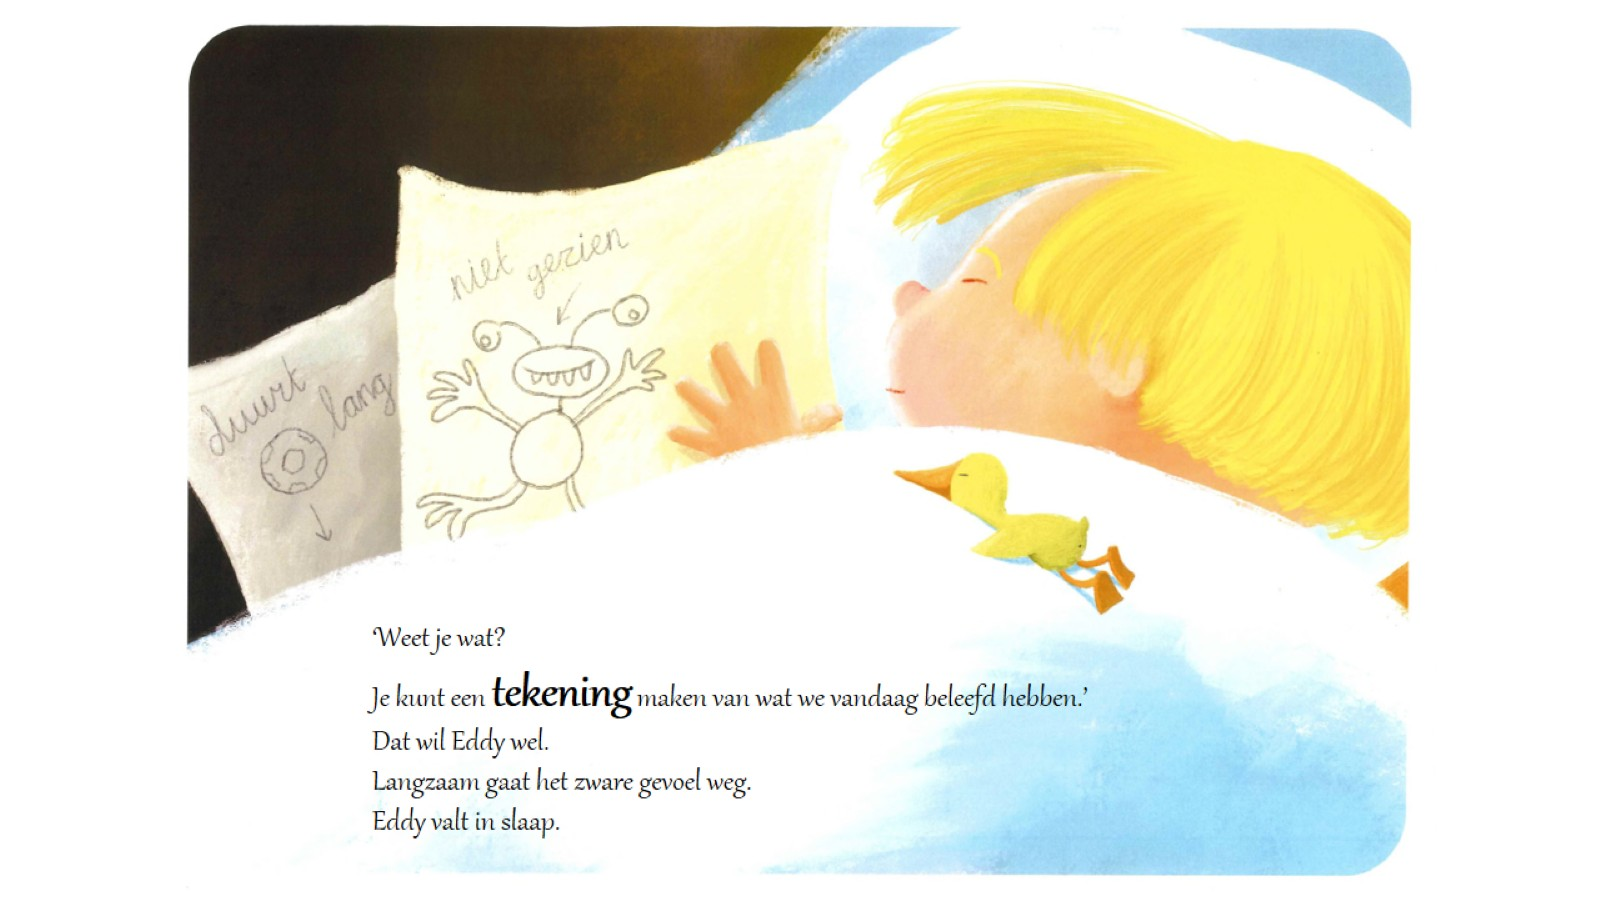 niet gezien
duurt lang
‘Weet je wat?
Je kunt een tekening maken van wat we vandaag beleefd hebben.’
Dat wil Eddy wel.
Langzaam gaat het zware gevoel weg.
Eddy valt in slaap.